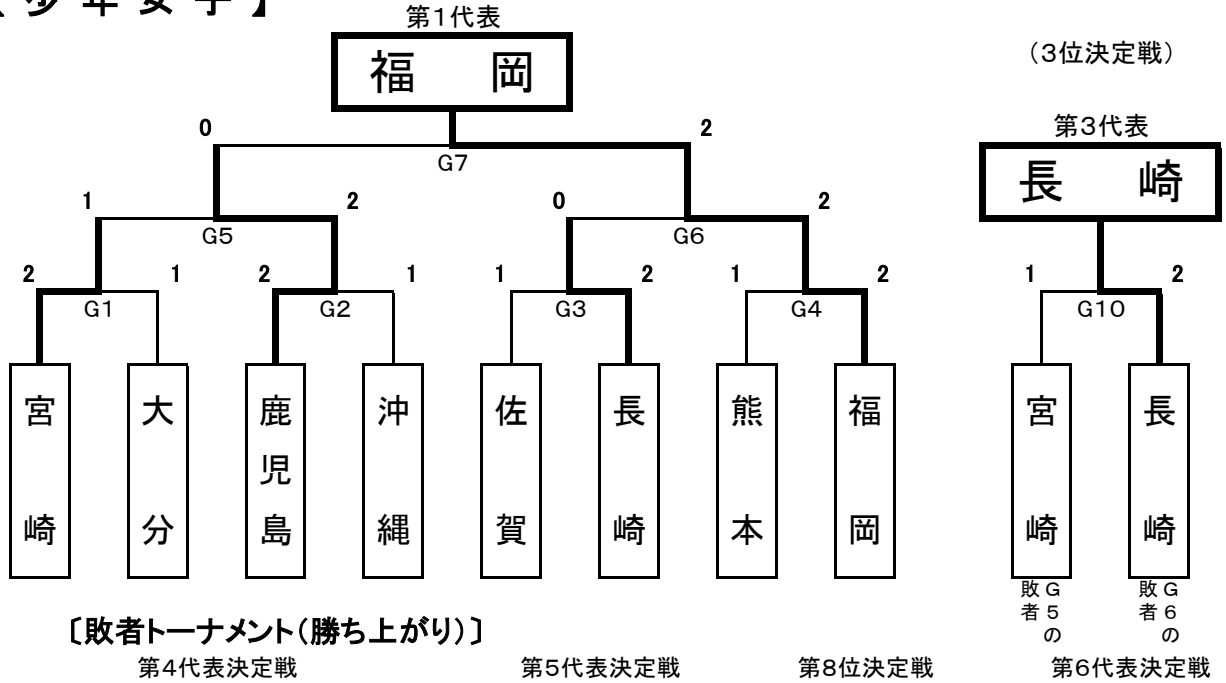 【少年女子】
第1代表
福岡
(3位決定戦)
0
2
G7
第3代表
長崎
1
2
0
2
G5
G6
2
1
2
1
1
2
1
2
1
2
G1
G2
G3
G4
G10
宮崎
大分
鹿児島
沖縄
佐賀
長崎
熊本
福岡
宮崎
長崎
G5の敗者
G6の敗者
〔敗者トーナメント(勝ち上がり)〕
第4代表決定戦
第5代表決定戦
第8位決定戦
第6代表決定戦